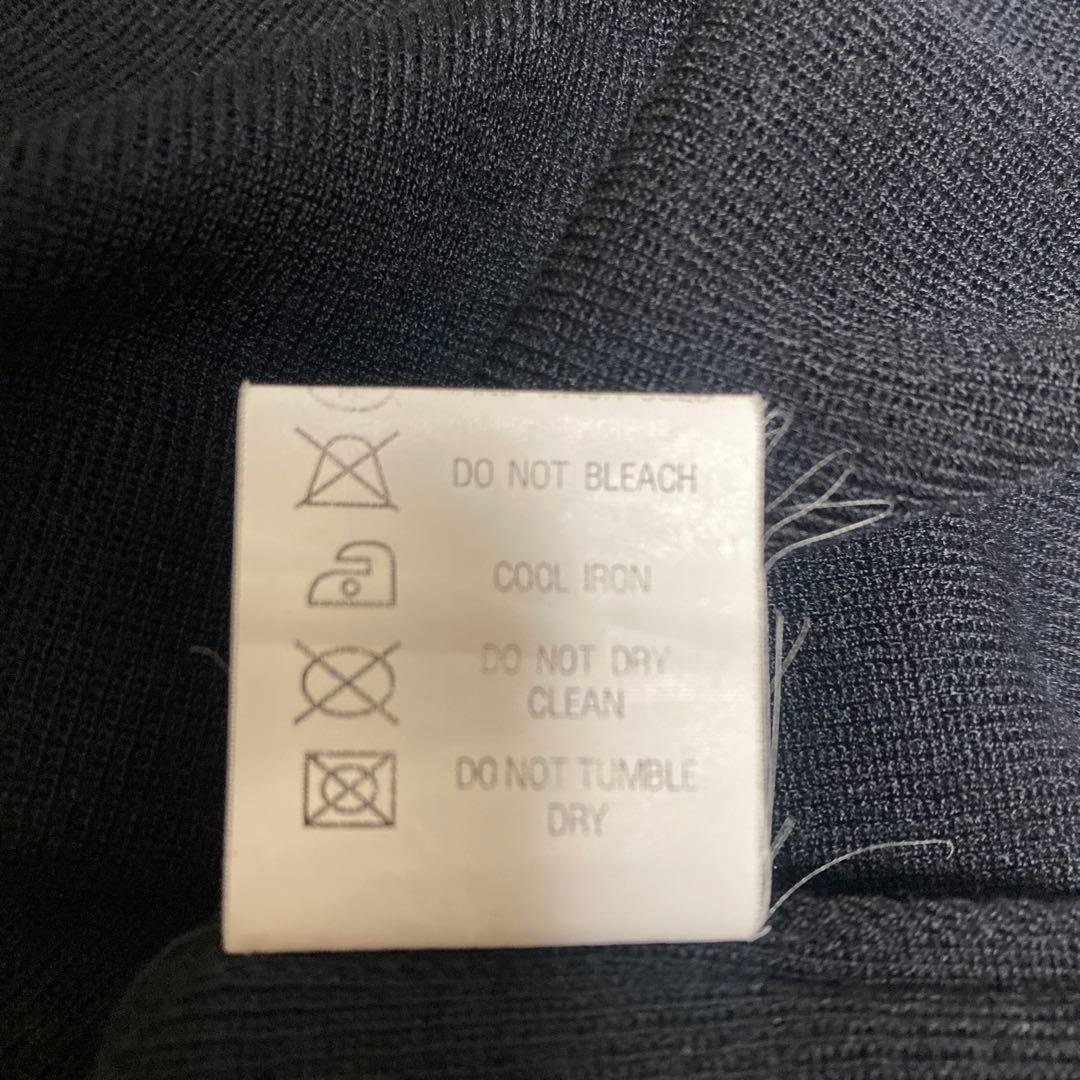 DO NOT BLEACH
COOL IRON
DO NOT DRY
CLEAN
DO NOT TUMBLE
DRY